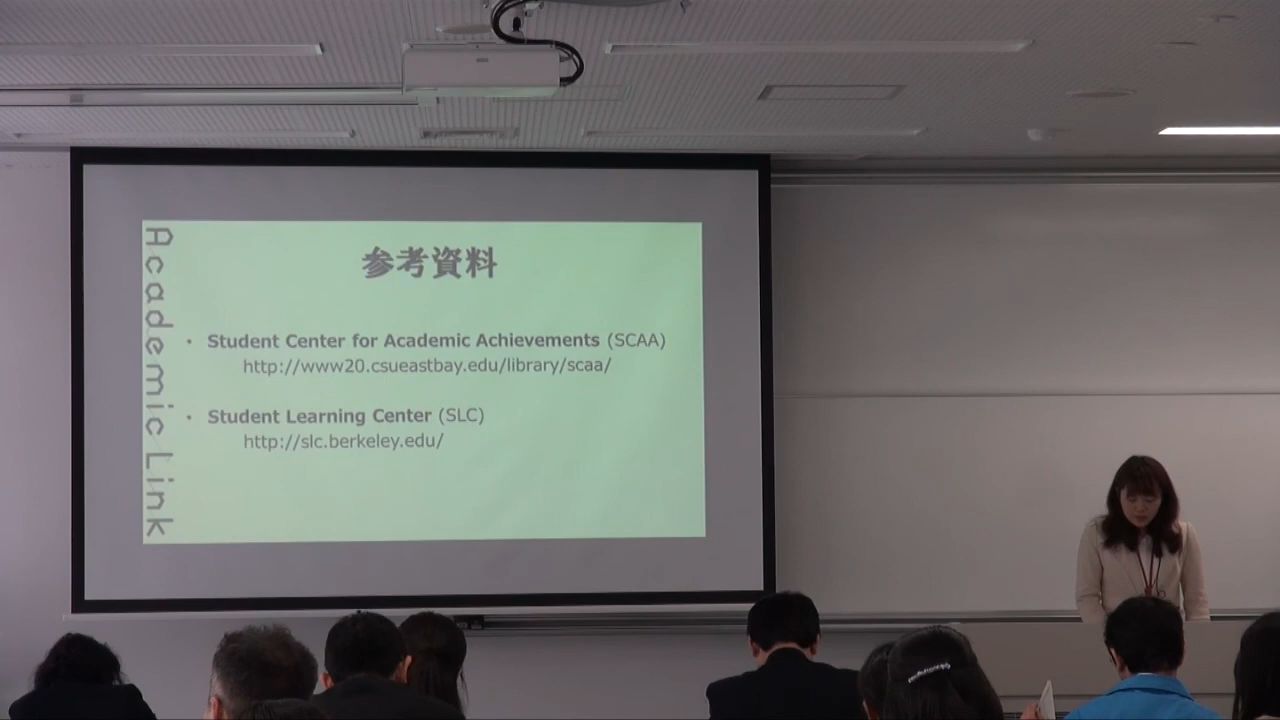 Academic Link
参考資料
• Student Center for Academic Achievements (SCAA)
http://www20.csueastbay.edu/library/scaa/
• Student Learning Center (SLC)
http://slc.berkeley.edu/